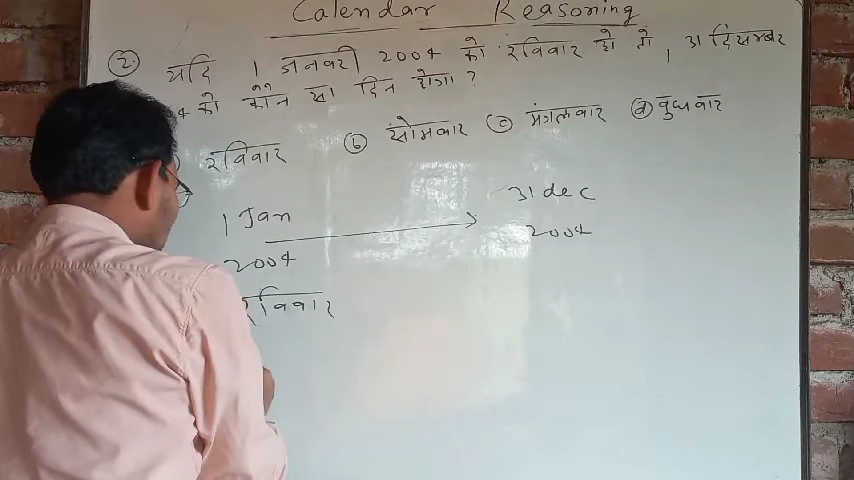 Calendar Reasoning
2. यदि 1 जनवरी 2004 को रविवार हो तो, 31 दिसम्बर
4 को कौन सा दिन होगा?
रविवार (b) सोमवार (c) मंगलवार (d) बुधवार
1 Jan 31 dec
2004 2004
रविवार